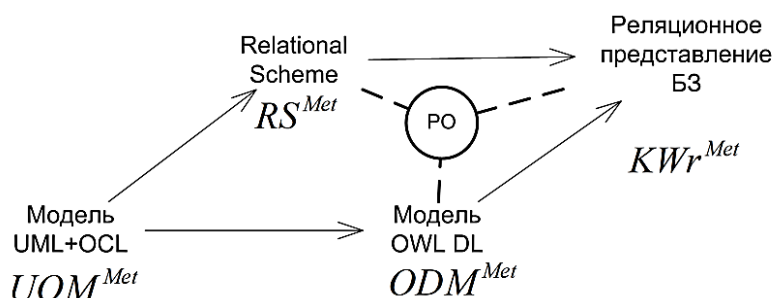 Реляционное
представление
БЗ
Relational
Scheme
RS^Met
PO
KWr^Met
Модель
UML+OCL
UOM^Met
Модель
OWL DL
ODM^Met